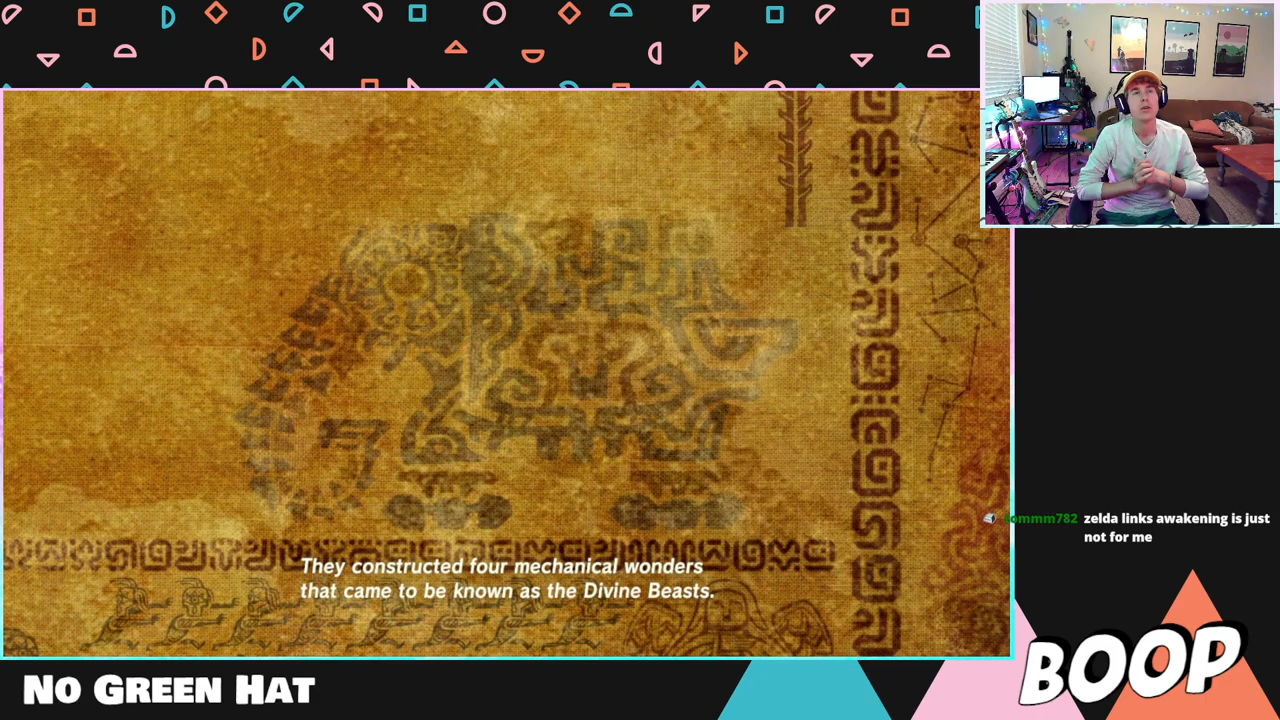 They constructed four mechanical wonders
that came to be known as the Divine Beasts.
ommm782 zelda links awakening is just
not for me
BOOP
No Green Hat